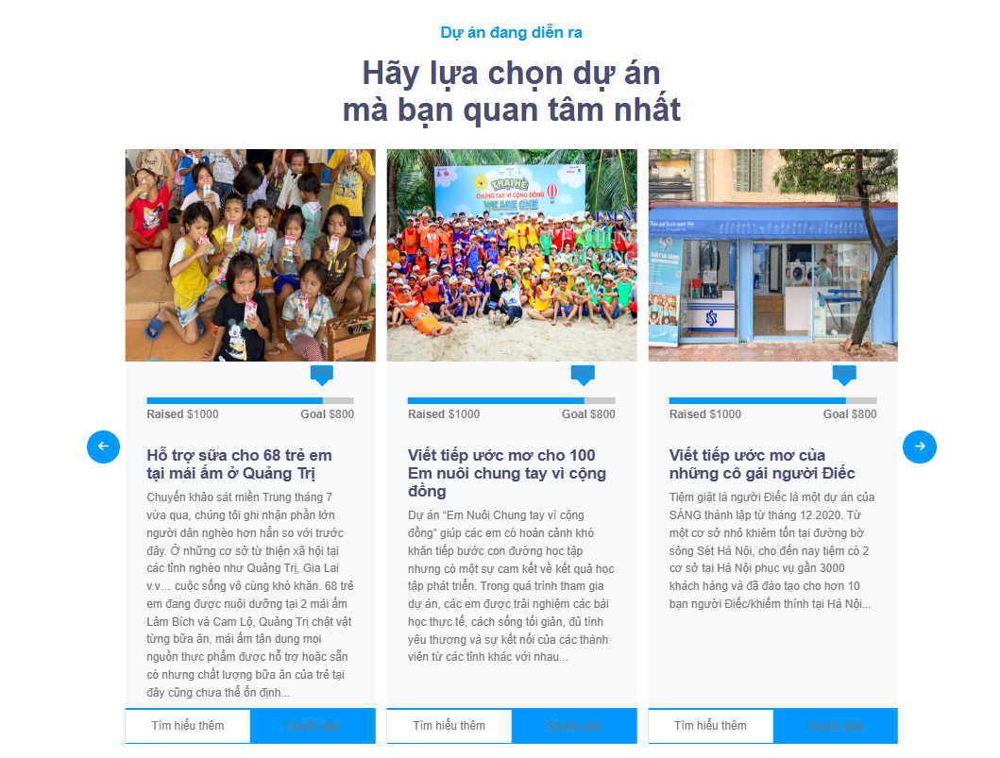 Dự án đang diễn ra
Hãy lựa chọn dự án
mà bạn quan tâm nhất
TRẠI HÈ
CHUNG TAY VÌ CỘNG ĐỒNG
WE ARE ONE
GIẶT LÀ SÁNG
Raised $1000
Goal $800
Raised $1000
Goal $800
Raised $1000
Goal $800
Hỗ trợ sữa cho 68 trẻ em
tại mái ấm ở Quảng Trị
Chuyến khảo sát miền Trung tháng 7
vừa qua, chúng tôi ghi nhận phần lớn
người dân nghèo hơn hẳn so với trước
đây. Ở những cơ sở từ thiện xã hội tại
các tỉnh nghèo như Quảng Trị, Gia Lai
v.v… cuộc sống vô cùng khó khăn. 68 trẻ
em đang được nuôi dưỡng tại 2 mái ấm
Lâm Bích và Cam Lộ, Quảng Trị chật vật
từng bữa ăn, mái ấm tận dụng mọi
nguồn thực phẩm được hỗ trợ hoặc sẵn
có nhưng chất lượng bữa ăn của trẻ tại
đây cũng chưa thể ổn định...
Viết tiếp ước mơ cho 100
Em nuôi chung tay vì cộng
đồng
Dự án “Em Nuôi Chung tay vì cộng
đồng” giúp các em có hoàn cảnh khó
khăn tiếp bước con đường học tập
nhưng có một sự cam kết về kết quả học
tập phát triển. Trong quá trình tham gia
dự án, các em được trải nghiệm các bài
học thực tế, cách sống tối giản, đủ tình
yêu thương và sự kết nối của các thành
viên từ các tỉnh khác với nhau...
Viết tiếp ước mơ của
những cô gái người Điếc
Tiệm giặt là người Điếc là một dự án của
SÁNG thành lập từ tháng 12.2020. Từ
một cơ sở nhỏ khiêm tốn tại đường bờ
sông Sét Hà Nội, cho đến nay tiệm có 2
cơ sở tại Hà Nội phục vụ gần 3000
khách hàng và đã đào tạo cho hơn 10
bạn người Điếc/khiếm thính tại Hà Nội...
Tìm hiểu thêm
Quyên góp
Tìm hiểu thêm
Quyên góp
Tìm hiểu thêm
Quyên góp